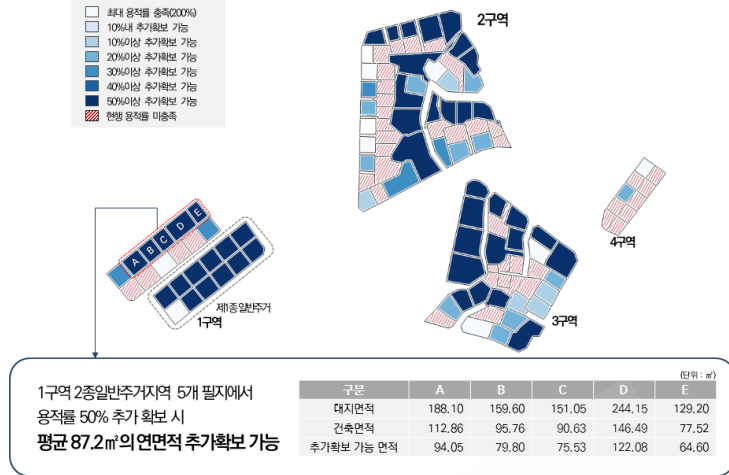 최대 용적률 충족(200%)
10%내 추가확보 가능
10%이상 추가확보 가능
20%이상 추가확보 가능
30%이상 추가확보 가능
40%이상 추가확보 가능
50%이상 추가확보 가능
현행 용적률 미충족
2구역
4구역
3구역
A B C D E
제1종 일반주거
1구역
1구역 2종일반주거지역 5개 필지에서
용적률 50% 추가 확보 시
평균 87.2㎡의 연면적 추가확보 가능
(단위 : ㎡)
구분 A B C D E
대지면적 188.10 159.60 151.05 244.15 129.20
건축면적 112.86 95.76 90.63 146.49 77.52
추가확보 가능 면적 94.05 79.80 75.53 122.08 64.60